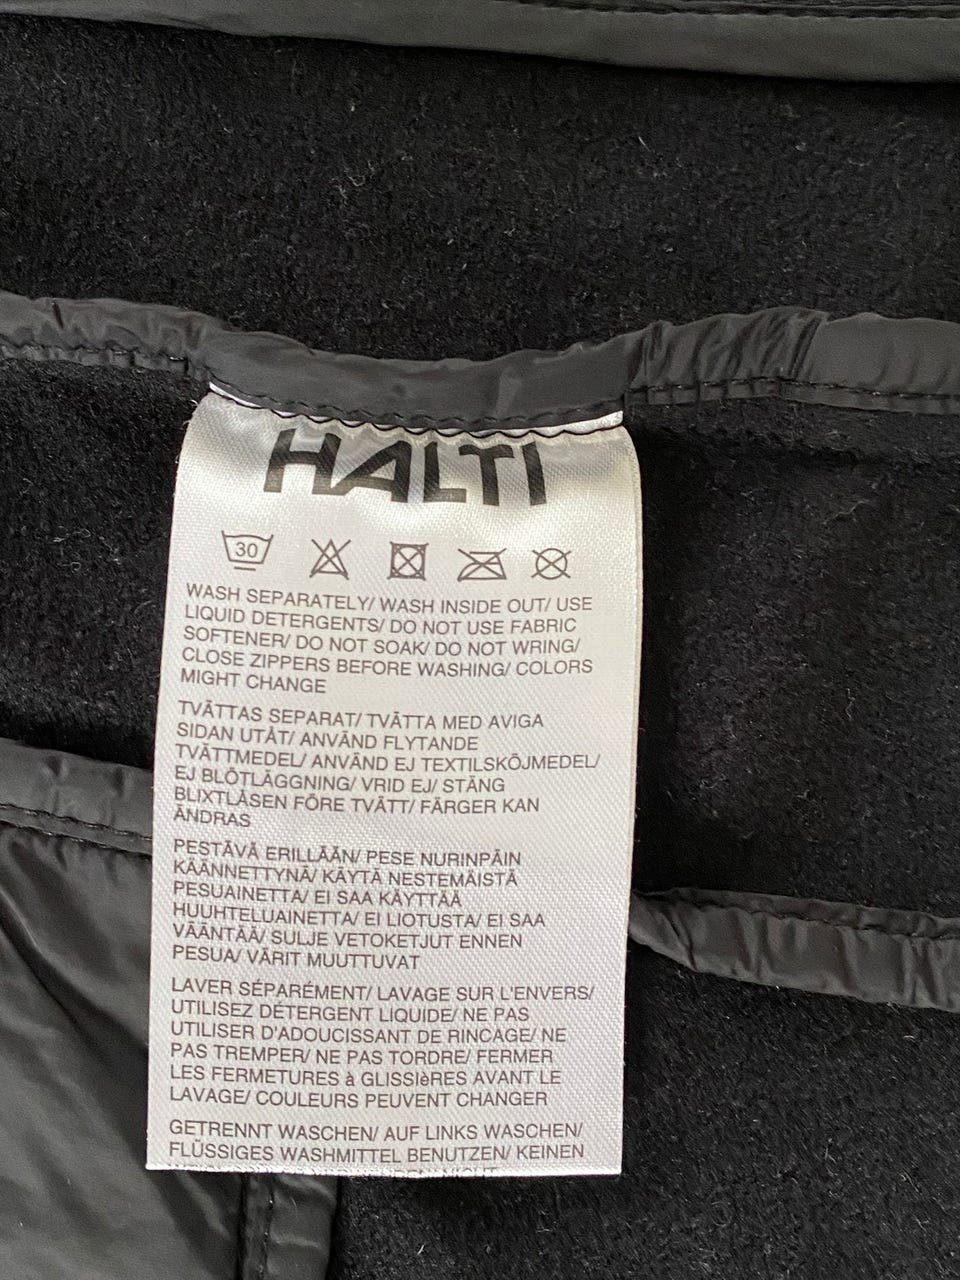 HALTI
30
WASH SEPARATELY/ WASH INSIDE OUT/ USE
LIQUID DETERGENTS/ DO NOT USE FABRIC
SOFTENER/ DO NOT SOAK/ DO NOT WRING/
CLOSE ZIPPERS BEFORE WASHING/ COLORS
MIGHT CHANGE
TVÄTTAS SEPARAT/ TVÄTTA MED AVIGA
SIDAN UTÅT/ ANVÄND FLYTANDE
TVÄTTMEDEL/ ANVÄND EJ TEXTILSKÖJMEDEL/
EJ BLÖTLÄGGNING/ VRID EJ/ STÄNG
BLIXTLÅSEN FÖRE TVÄTT/ FÄRGER KAN
ÄNDRAS
PESTÄVÄ ERILLÄÄN/ PESE NURINPÄIN
KÄÄNNETTYNÄ/ KÄYTÄ NESTEMÄISTÄ
PESUAINETTA/ EI SAA KÄYTTÄÄ
HUUHTELUAINETTA/ EI LIOTUSTA/ EI SAA
VÄÄNTÄÄ/ SULJE VETOKETJUT ENNEN
PESUA/ VÄRIT MUUTTUVAT
LAVER SÉPARÉMENT/ LAVAGE SUR L'ENVERS/
UTILISEZ DÉTERGENT LIQUIDE/ NE PAS
UTILISER D'ADOUCISSANT DE RINCAGE/ NE
PAS TREMPER/ NE PAS TORDRE/ FERMER
LES FERMETURES à GLISSIèRES AVANT LE
LAVAGE/ COULEURS PEUVENT CHANGER
GETRENNT WASCHEN/ AUF LINKS WASCHEN/
FLÜSSIGES WASHMITTEL BENUTZEN/ KEINEN